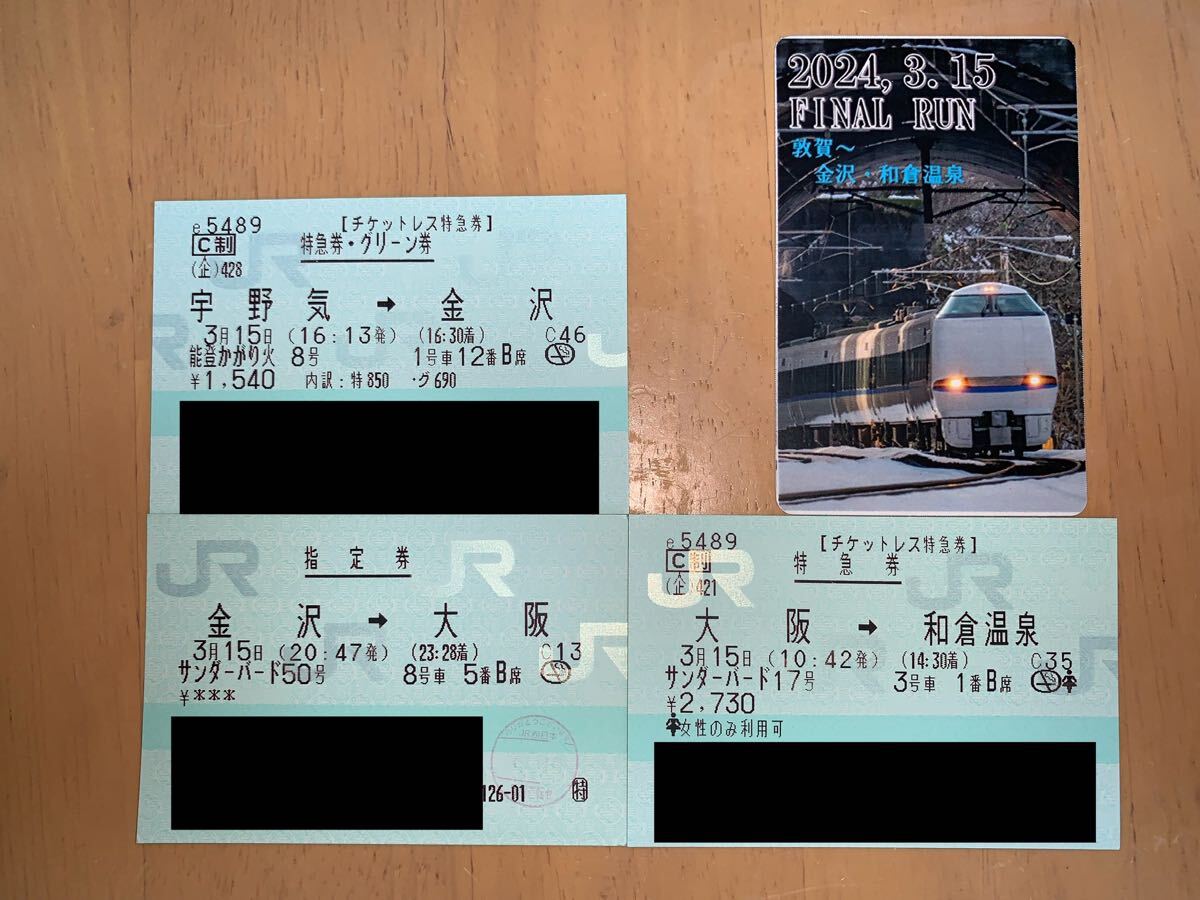 2024, 3. 15
FINAL RUN
敦賀～
金沢・和倉温泉
e5489 【チケットレス特急券】
C制 特急券・グリーン券
(企)428
宇野気 → 金沢
3月15日 (16:13発) (16:30着) C46
能登かがり火 8号 1号車 12番B席
¥1,540 内訳:特850 ・グ690
JR
指定券
金沢 → 大阪
3月15日 (20:47発) (23:28着) C13
サンダーバード50号 8号車 5番B席
¥***
126-01 特
e5489 【チケットレス特急券】
C制 特急券
(企)421
大阪 → 和倉温泉
3月15日 (10:42発) (14:30着) C35
サンダーバード17号 3号車 1番B席
¥2,730
女性のみ利用可